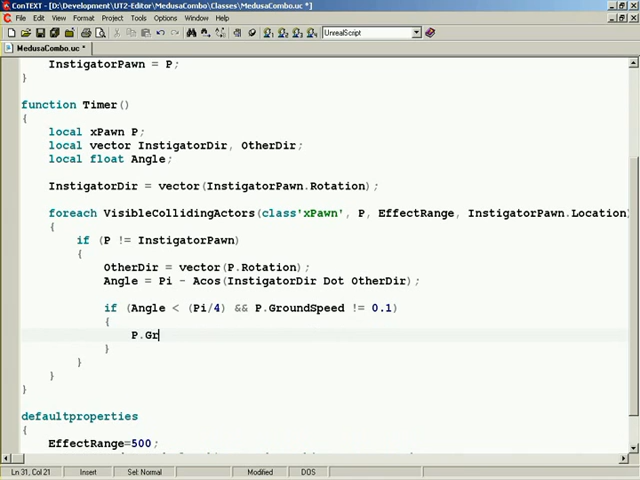 ConTEXT - [D:\Development\UT2-Editor\MedusaCombo\Classes\MedusaCombo.uc *]
File Edit View Format Project Tools Options Window Help
UnrealScript
MedusaCombo.uc *
InstigatorPawn = P;
}
function Timer()
{
local xPawn P;
local vector InstigatorDir, OtherDir;
local float Angle;
InstigatorDir = vector(InstigatorPawn.Rotation);
foreach VisibleCollidingActors(class'xPawn', P, EffectRange, InstigatorPawn.Location)
{
if (P != InstigatorPawn)
{
OtherDir = vector(P.Rotation);
Angle = Pi - Acos(InstigatorDir Dot OtherDir);
if (Angle < (Pi/4) && P.GroundSpeed != 0.1)
{
P.Gr
}
}
}
}
defaultproperties
{
EffectRange=500;
Ln 31, Col 21 Insert Sel: Normal Modified DOS